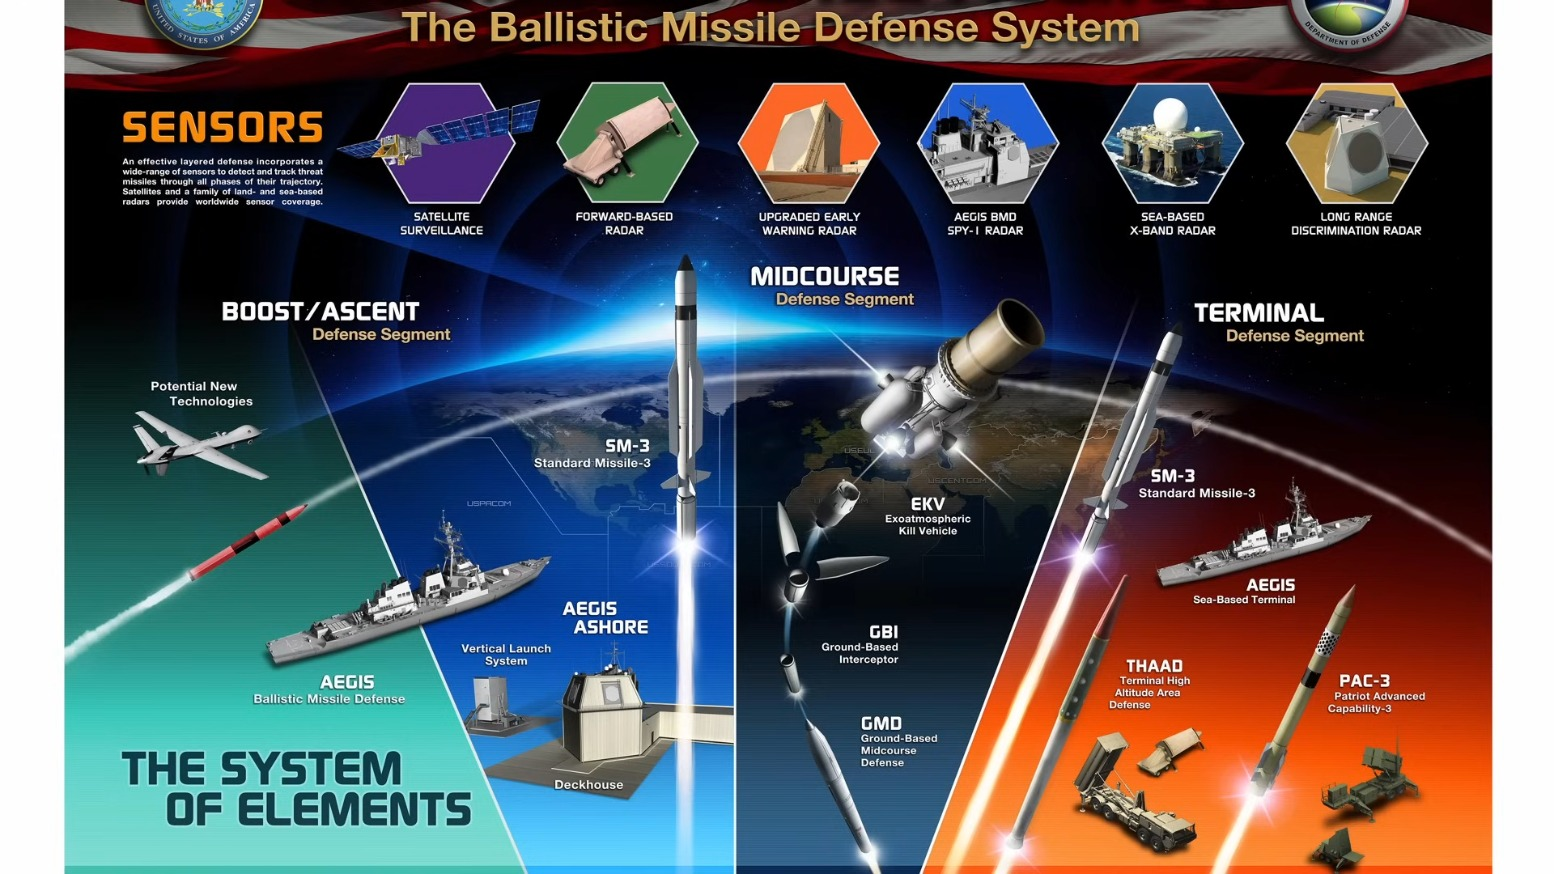 The Ballistic Missile Defense System
UNITED STATES OF AMERICA
DEPARTMENT OF DEFENSE
SENSORS
An effective layered defense incorporates a
wide-range of sensors to detect and track threat
missiles through all phases of their trajectory.
Satellites and a family of land- and sea-based
radars provide worldwide sensor coverage.
SATELLITE
SURVEILLANCE
FORWARD-BASED
RADAR
UPGRADED EARLY
WARNING RADAR
AEGIS BMD
SPY-1 RADAR
SEA-BASED
X-BAND RADAR
LONG RANGE
DISCRIMINATION RADAR
BOOST/ASCENT
Defense Segment
MIDCOURSE
Defense Segment
TERMINAL
Defense Segment
Potential New
Technologies
SM-3
Standard Missile-3
USPACOM
USCENTCOM
EKV
Exoatmospheric
Kill Vehicle
SM-3
Standard Missile-3
AEGIS
Sea-Based Terminal
AEGIS
ASHORE
Vertical Launch
System
Deckhouse
AEGIS
Ballistic Missile Defense
GBI
Ground-Based
Interceptor
GMD
Ground-Based
Midcourse
Defense
THAAD
Terminal High
Altitude Area
Defense
PAC-3
Patriot Advanced
Capability-3
THE SYSTEM
OF ELEMENTS